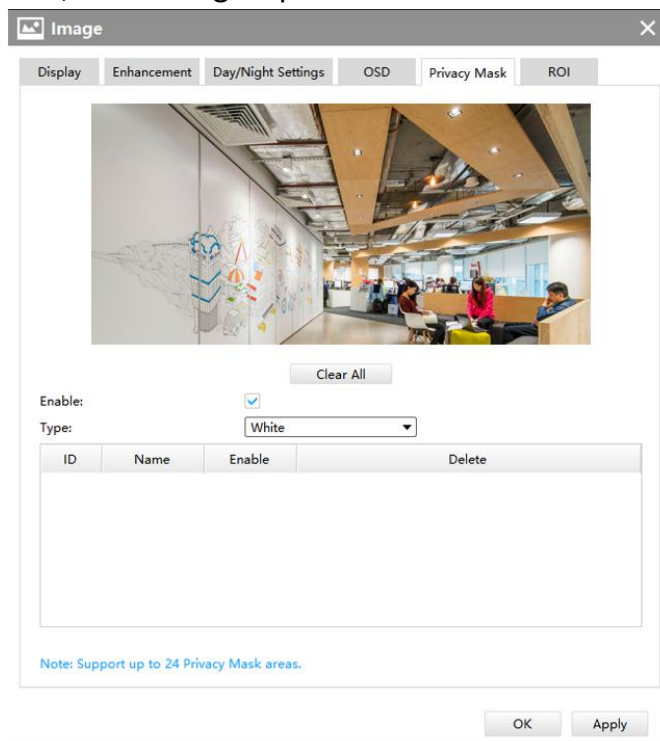 Image
Display Enhancement Day/Night Settings OSD Privacy Mask ROI
Clear All
Enable:
Type: White
ID Name Enable Delete
Note: Support up to 24 Privacy Mask areas.
OK Apply